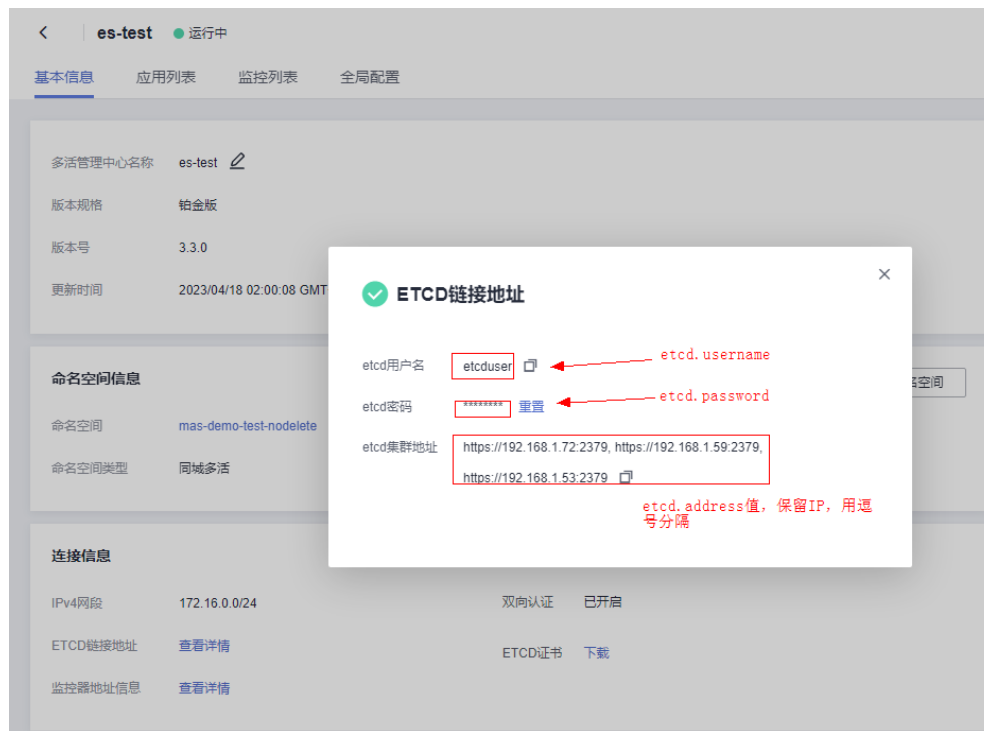 es-test 运行中
基本信息 应用列表 监控列表 全局配置
多活管理中心名称 es-test
版本规格 铂金版
版本号 3.3.0
更新时间 2023/04/18 02:00:08 GMT
ETCD链接地址
etcd用户名 etcduser etcd.username
etcd密码 ******** 重置 etcd.password
etcd集群地址 https://192.168.1.72:2379, https://192.168.1.59:2379,
https://192.168.1.53:2379
etcd.address值，保留IP，用逗
号分隔
命名空间信息 空间
命名空间 mas-demo-test-nodelete
命名空间类型 同城多活
连接信息
IPv4网段 172.16.0.0/24 双向认证 已开启
ETCD链接地址 查看详情 ETCD证书 下载
监控器地址信息 查看详情